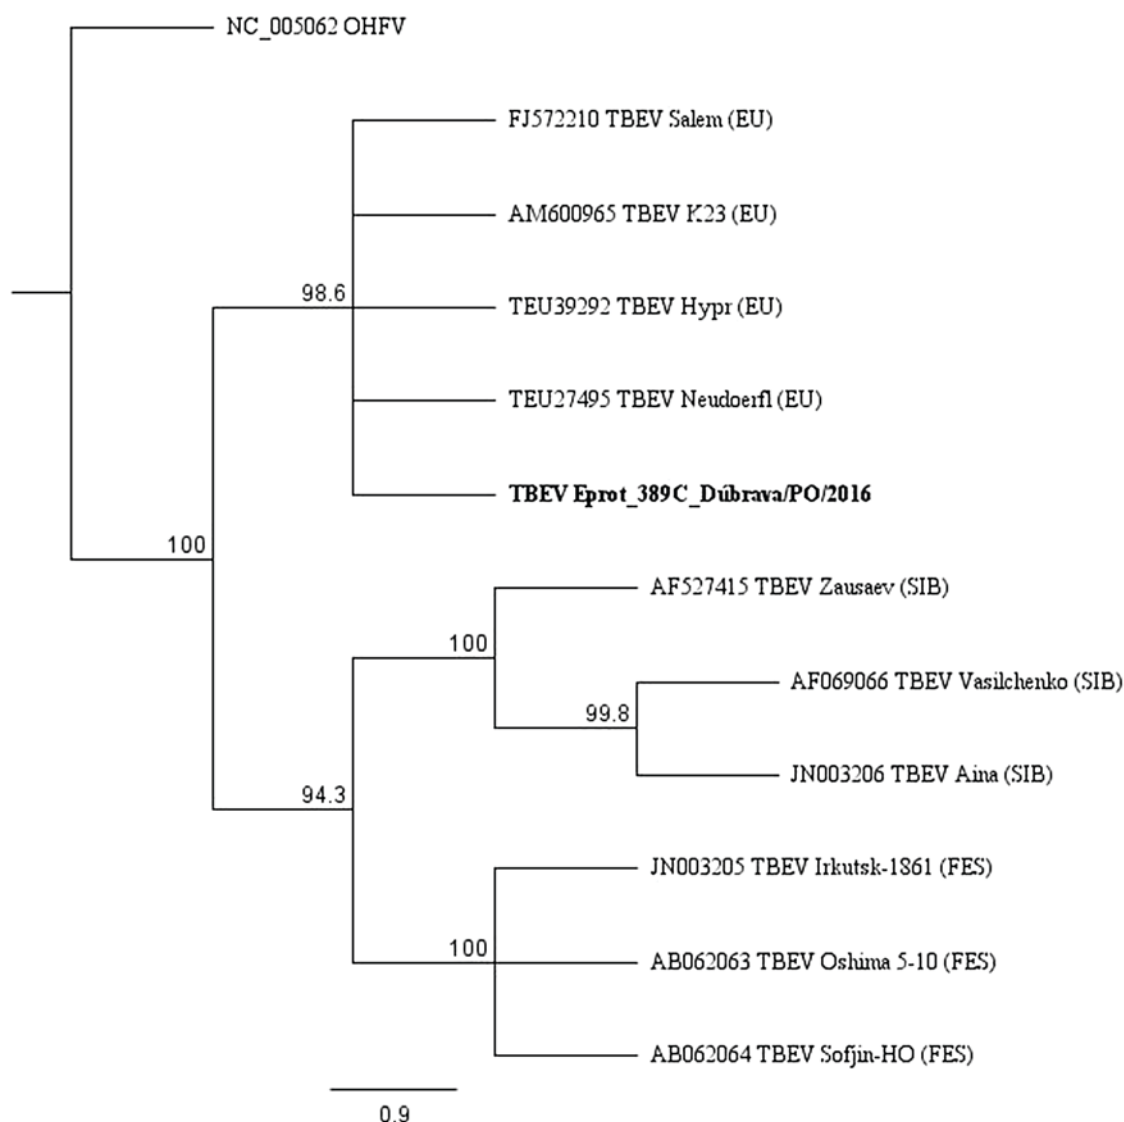 NC_005062 OHFV
FJ572210 TBEV Salem (EU)
AM600965 TBEV K23 (EU)
98.6
TEU39292 TBEV Hypr (EU)
TEU27495 TBEV Neudoerfl (EU)
TBEV Eprot_389C_Dúbrava/PO/2016
100
AF527415 TBEV Zausaev (SIB)
100
AF069066 TBEV Vasilchenko (SIB)
99.8
JN003206 TBEV Aina (SIB)
94.3
JN003205 TBEV Irkutsk-1861 (FES)
100
AB062063 TBEV Oshima 5-10 (FES)
AB062064 TBEV Sofjin-HO (FES)
0.9